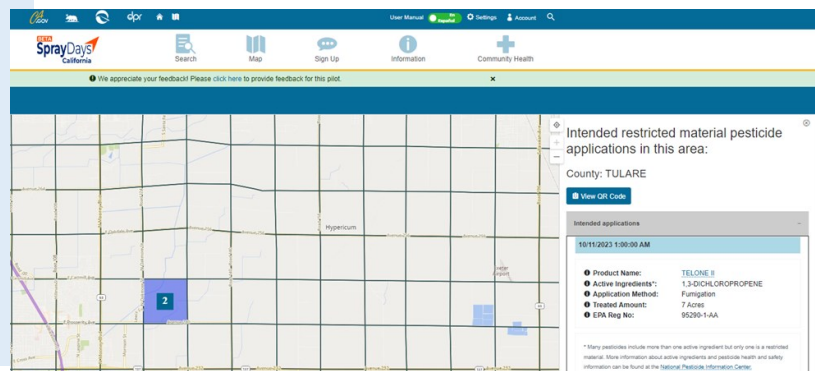 CA.GOV
dpr
User Manual
En
Español
Settings
Account
BETA
SprayDays
California
Search
Map
Sign Up
Information
Community Health
We appreciate your feedback! Please click here to provide feedback for this pilot.
×
Intended restricted material pesticide
applications in this area:
County: TULARE
View QR Code
Intended applications
10/11/2023 1:00:00 AM
Product Name: TELONE II
Active Ingredients*: 1,3-DICHLOROPROPENE
Application Method: Fumigation
Treated Amount: 7 Acres
EPA Reg No: 95290-1-AA
* Many pesticides include more than one active ingredient but only one is a restricted
material. More information about active ingredients and pesticide health and safety
information can be found at the National Pesticide Information Center.
Hypericum
2